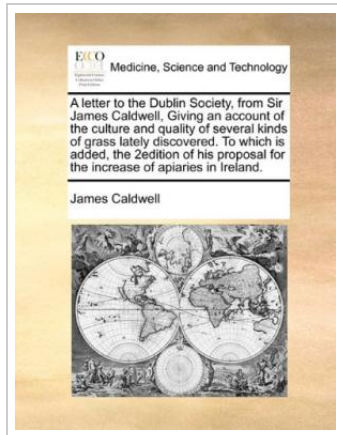 ECCO
Medicine, Science and Technology
A letter to the Dublin Society, from Sir
James Caldwell, Giving an account of
the culture and quality of several kinds
of grass lately discovered. To which is
added, the 2edition of his proposal for
the increase of apiaries in Ireland.
James Caldwell